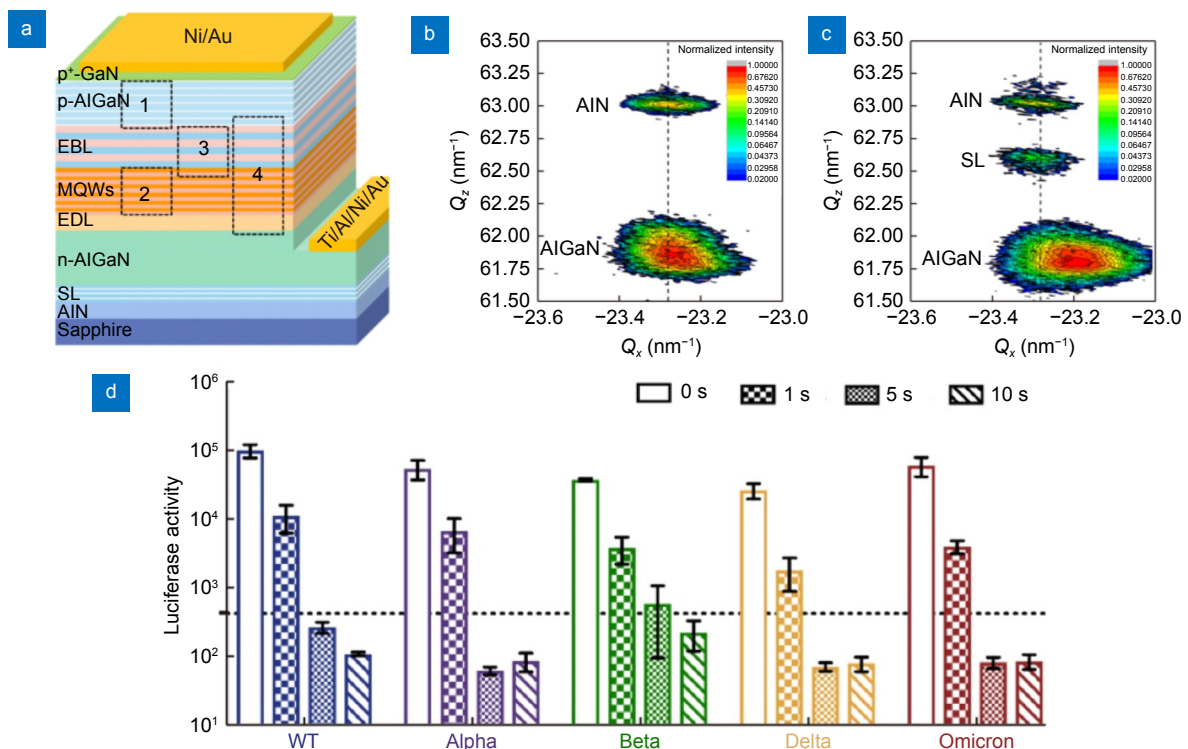 a
Ni/Au
p⁺-GaN
p-AlGaN
1
EBL
3
4
MQWs
2
EDL
Ti/Al/Ni/Au
n-AlGaN
SL
AlN
Sapphire
b
63.50
63.25
63.00
62.75
62.50
62.25
62.00
61.75
61.50
Qz (nm⁻¹)
Normalized intensity
1.00000
0.67620
0.45730
0.30920
0.20910
0.14140
0.09564
0.06467
0.04373
0.02958
0.02000
AlN
AlGaN
−23.6 −23.4 −23.2 −23.0
Qx (nm⁻¹)
c
63.50
63.25
63.00
62.75
62.50
62.25
62.00
61.75
61.50
Qz (nm⁻¹)
Normalized intensity
1.00000
0.67620
0.45730
0.30920
0.20910
0.14140
0.09564
0.06467
0.04373
0.02958
0.02000
AlN
SL
AlGaN
−23.6 −23.4 −23.2 −23.0
Qx (nm⁻¹)
d
0 s 1 s 5 s 10 s
10⁶
10⁵
10⁴
10³
10²
10¹
Luciferase activity
WT Alpha Beta Delta Omicron